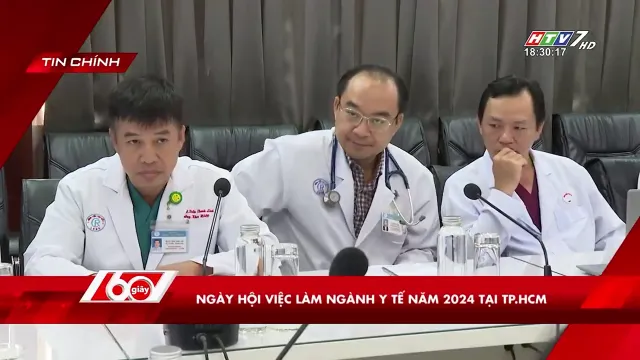 TIN CHÍNH
HTV7 HD
18:30:17
60 giây
NGÀY HỘI VIỆC LÀM NGÀNH Y TẾ NĂM 2024 TẠI TP.HCM